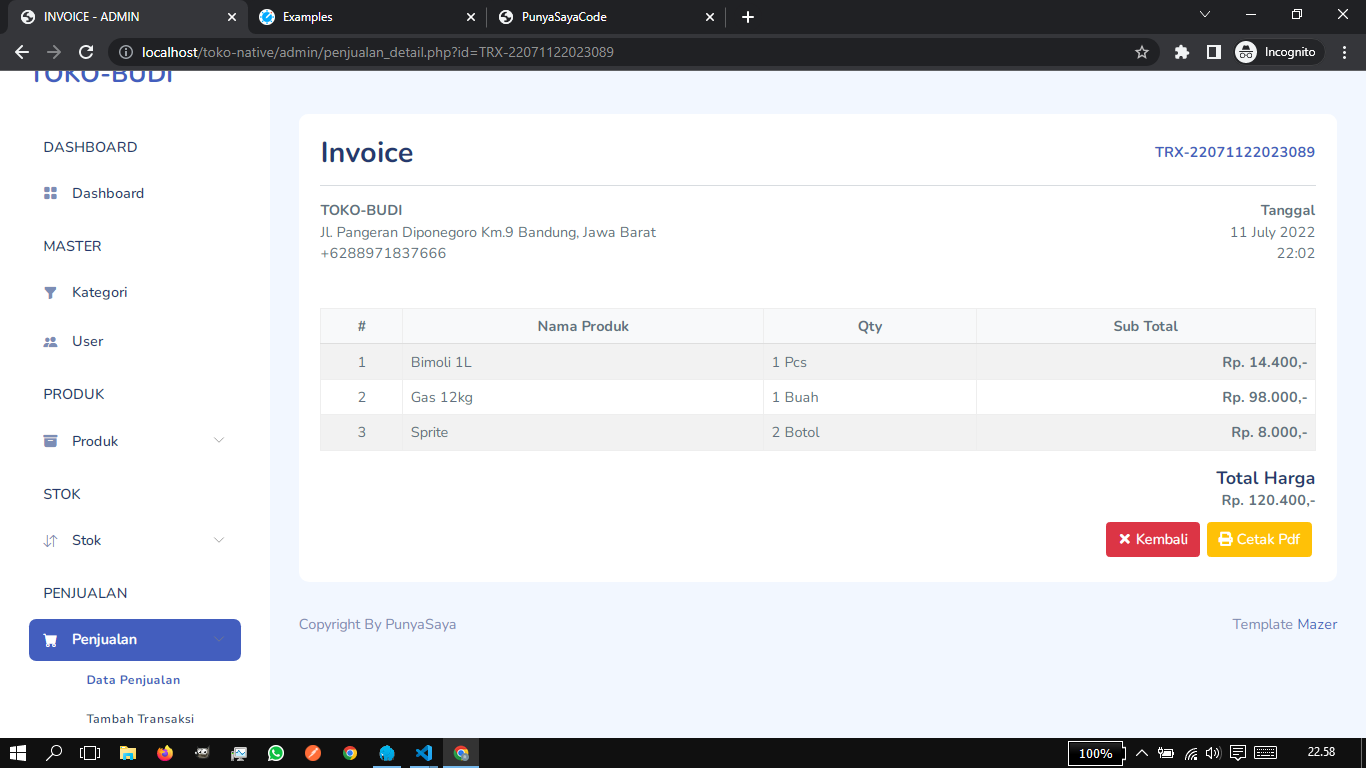 INVOICE - ADMIN
Examples
PunyaSayaCode
localhost/toko-native/admin/penjualan_detail.php?id=TRX-22071122023089
Incognito
TOKO-BUDI
DASHBOARD
Dashboard
MASTER
Kategori
User
PRODUK
Produk
STOK
Stok
PENJUALAN
Penjualan
Data Penjualan
Tambah Transaksi
Invoice
TRX-22071122023089
TOKO-BUDI
Jl. Pangeran Diponegoro Km.9 Bandung, Jawa Barat
+6288971837666
Tanggal
11 July 2022
22:02
# Nama Produk Qty Sub Total
1 Bimoli 1L 1 Pcs Rp. 14.400,-
2 Gas 12kg 1 Buah Rp. 98.000,-
3 Sprite 2 Botol Rp. 8.000,-
Total Harga
Rp. 120.400,-
Kembali
Cetak Pdf
Copyright By PunyaSaya
Template Mazer
100%
22.58